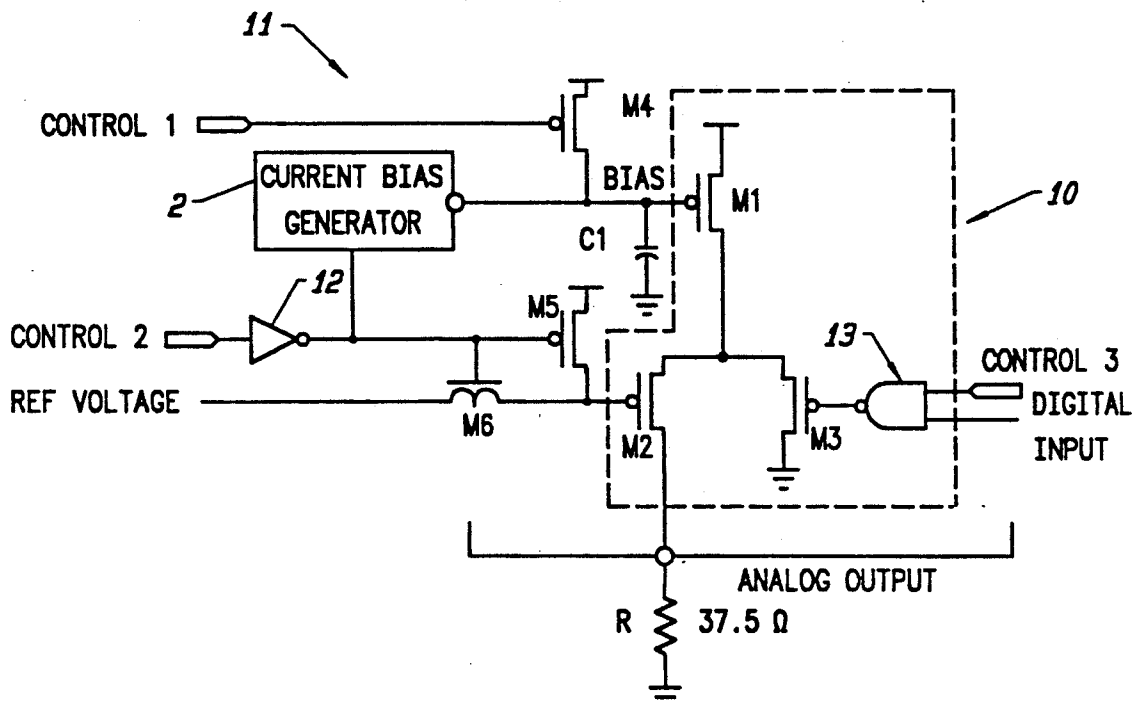 11
CONTROL 1
M4
CURRENT BIAS
GENERATOR
2
BIAS
M1
10
C1
12
M5
CONTROL 2
13
CONTROL 3
REF VOLTAGE
DIGITAL
M6
M2
M3
INPUT
ANALOG OUTPUT
R 37.5 Ω